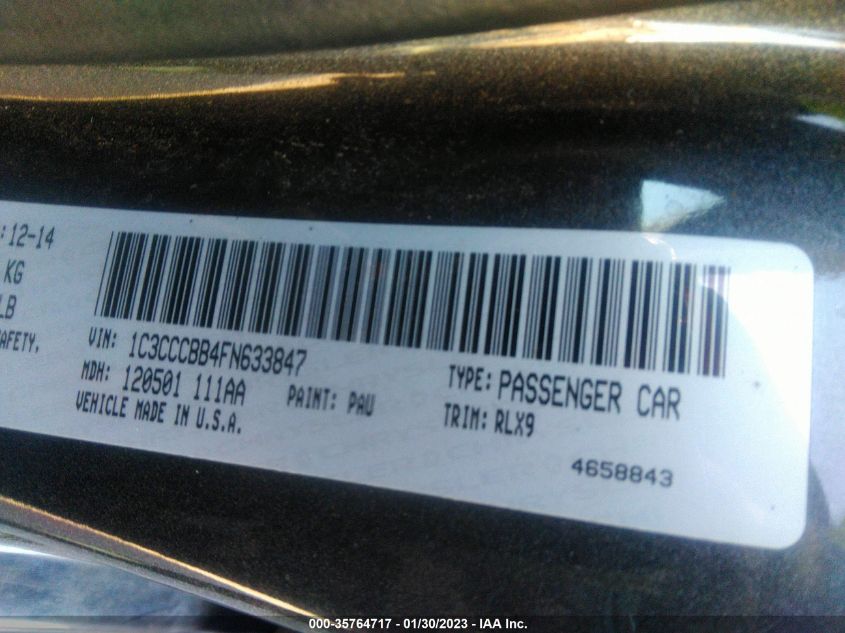 : 12-14
KG
LB
SAFETY.
VIN: 1C3CCCBB4FN633847
MDH: 120501 111AA
PAINT: PAU
VEHICLE MADE IN U.S.A.
TYPE: PASSENGER CAR
TRIM: RLX9
4658843
000-35764717 - 01/30/2023 - IAA Inc.